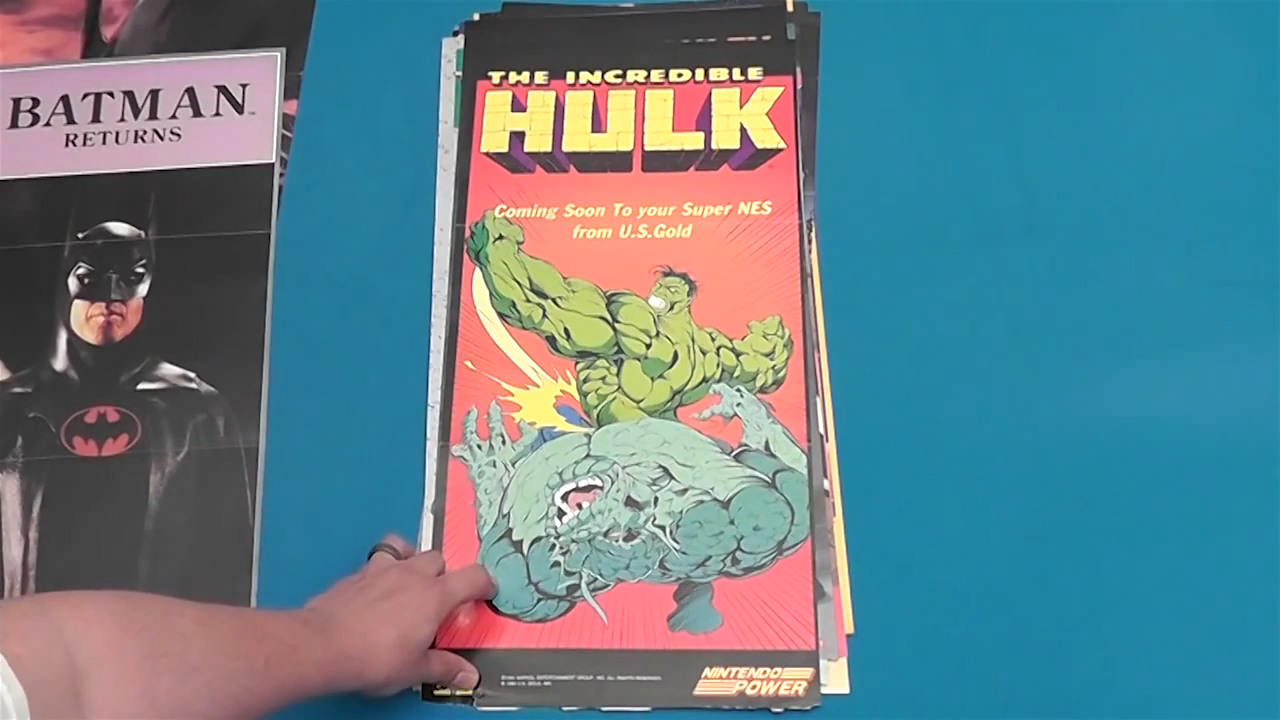 BATMAN
RETURNS
THE INCREDIBLE
HULK
Coming Soon To your Super NES
from U.S.Gold
NINTENDO
POWER